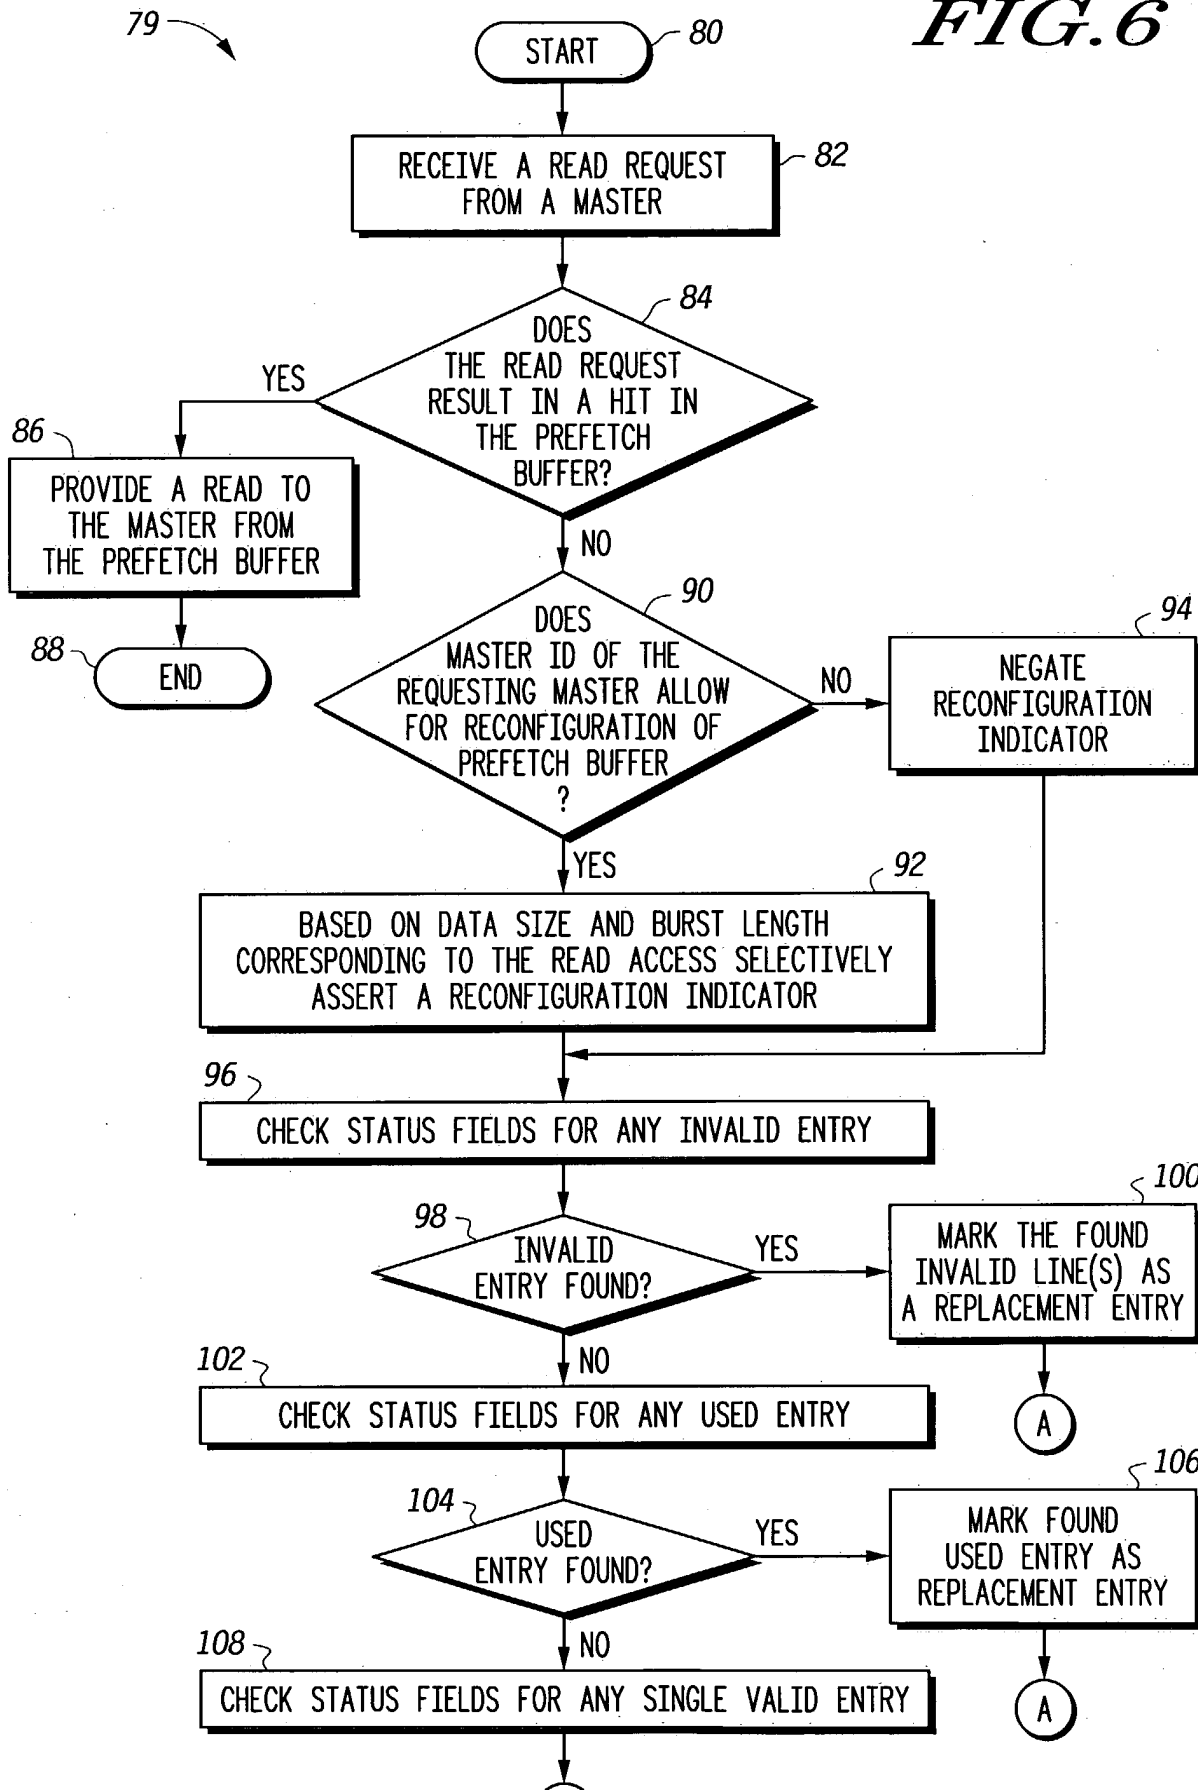 79
FIG.6
START
80
RECEIVE A READ REQUEST
FROM A MASTER
82
84
DOES
THE READ REQUEST
RESULT IN A HIT IN
THE PREFETCH
BUFFER?
YES
86
PROVIDE A READ TO
THE MASTER FROM
THE PREFETCH BUFFER
NO
88
END
90
DOES
MASTER ID OF THE
REQUESTING MASTER ALLOW
FOR RECONFIGURATION OF
PREFETCH BUFFER
?
NO
94
NEGATE
RECONFIGURATION
INDICATOR
YES
92
BASED ON DATA SIZE AND BURST LENGTH
CORRESPONDING TO THE READ ACCESS SELECTIVELY
ASSERT A RECONFIGURATION INDICATOR
96
CHECK STATUS FIELDS FOR ANY INVALID ENTRY
98
INVALID
ENTRY FOUND?
YES
100
MARK THE FOUND
INVALID LINE(S) AS
A REPLACEMENT ENTRY
A
NO
102
CHECK STATUS FIELDS FOR ANY USED ENTRY
104
USED
ENTRY FOUND?
YES
106
MARK FOUND
USED ENTRY AS
REPLACEMENT ENTRY
A
NO
108
CHECK STATUS FIELDS FOR ANY SINGLE VALID ENTRY